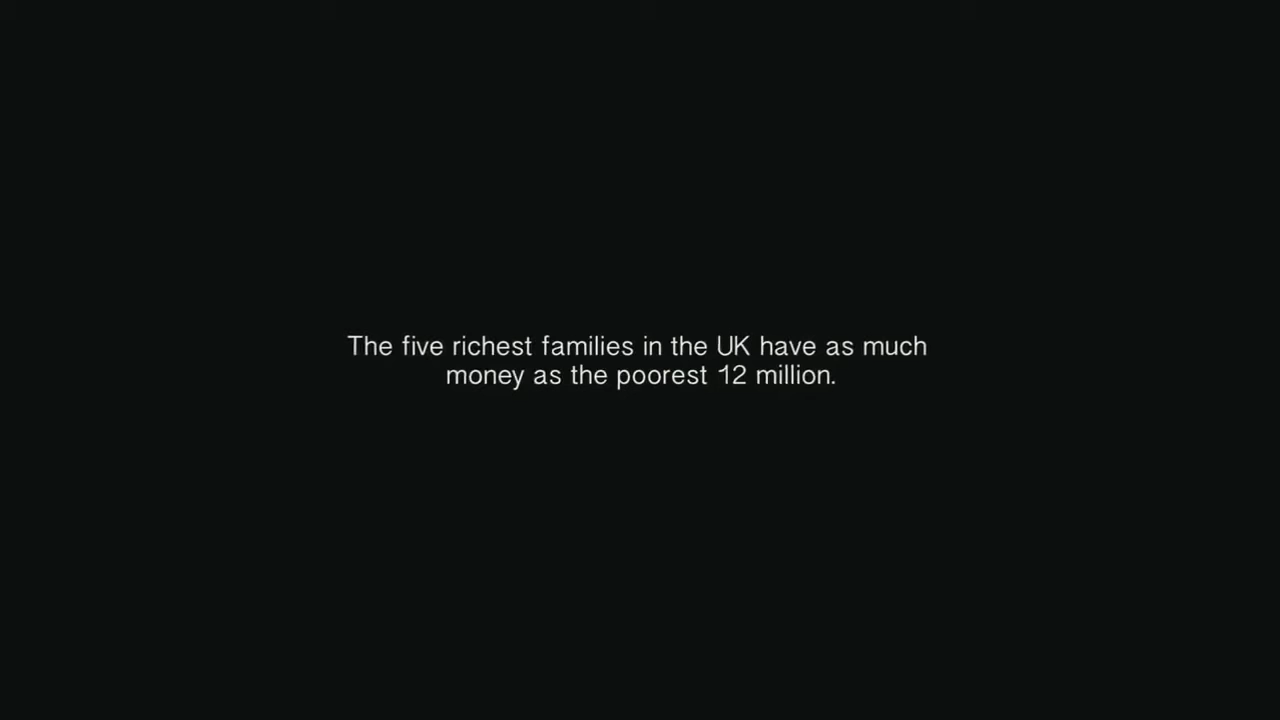 The five richest families in the UK have as much
money as the poorest 12 million.